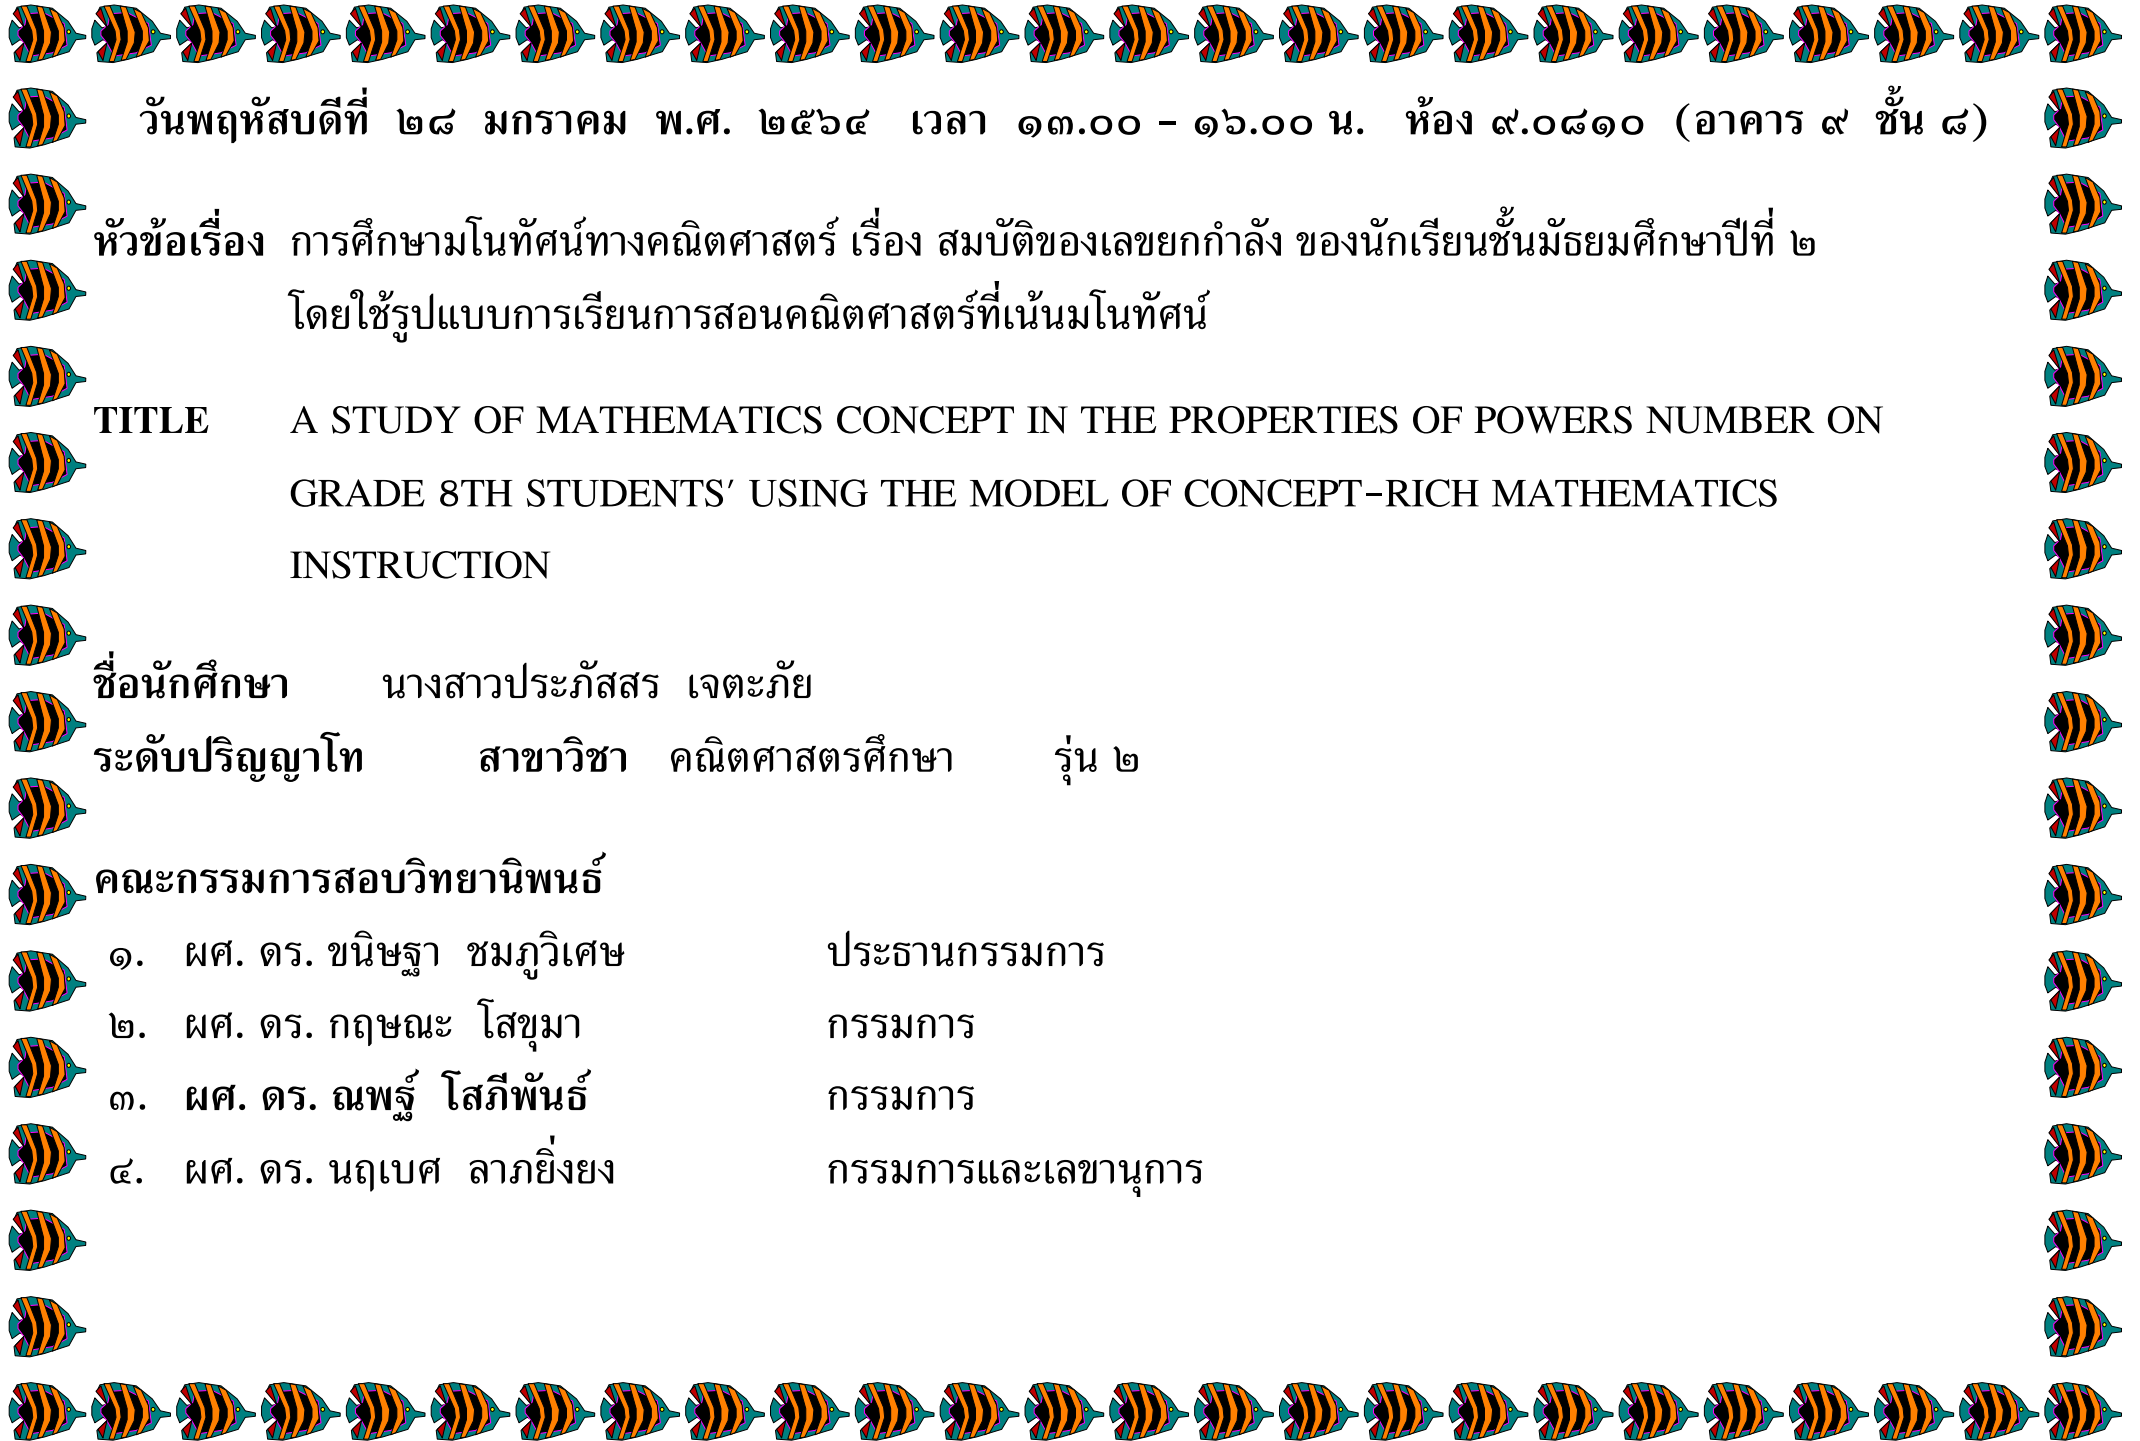 วันพฤหัสบดีที่ ๒๘ มกราคม พ.ศ. ๒๕๖๔ เวลา ๑๓.๐๐ - ๑๖.๐๐ น. ห้อง ๙.๐๘๑๐ (อาคาร ๙ ชั้น ๘)
หัวข้อเรื่อง การศึกษามโนทัศน์ทางคณิตศาสตร์ เรื่อง สมบัติของเลขยกกำลัง ของนักเรียนชั้นมัธยมศึกษาปีที่ ๒
โดยใช้รูปแบบการเรียนการสอนคณิตศาสตร์ที่เน้นมโนทัศน์
TITLE A STUDY OF MATHEMATICS CONCEPT IN THE PROPERTIES OF POWERS NUMBER ON
GRADE 8TH STUDENTS' USING THE MODEL OF CONCEPT-RICH MATHEMATICS
INSTRUCTION
ชื่อนักศึกษา นางสาวประภัสสร เจตะภัย
ระดับปริญญาโท สาขาวิชา คณิตศาสตรศึกษา รุ่น ๒
คณะกรรมการสอบวิทยานิพนธ์
๑. ผศ. ดร. ขนิษฐา ชมภูวิเศษ ประธานกรรมการ
๒. ผศ. ดร. กฤษณะ โสขุมา กรรมการ
๓. ผศ. ดร. ณพฐ์ โสภีพันธ์ กรรมการ
๔. ผศ. ดร. นฤเบศ ลาภยิ่งยง กรรมการและเลขานุการ